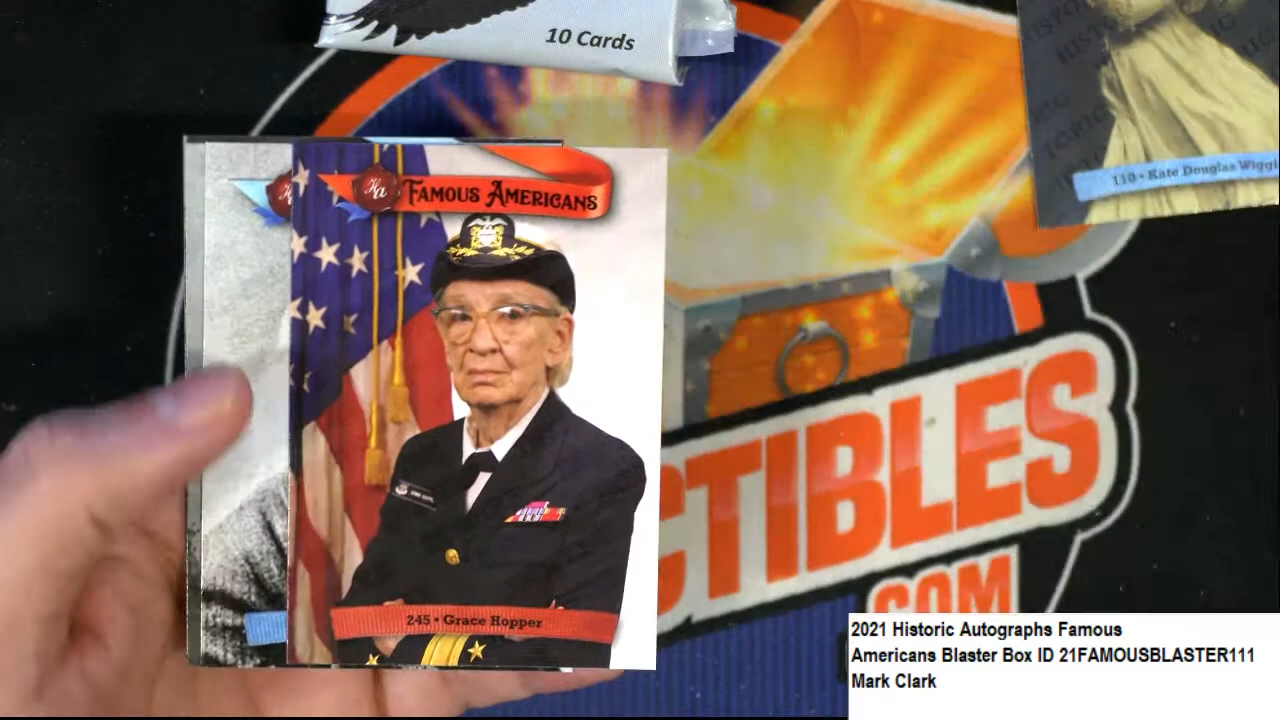 10 Cards
110 • Kate Douglas Wiggi
Ha
FAMOUS AMERICANS
245 • Grace Hopper
CTIBLES
.COM
2021 Historic Autographs Famous
Americans Blaster Box ID 21FAMOUSBLASTER111
Mark Clark